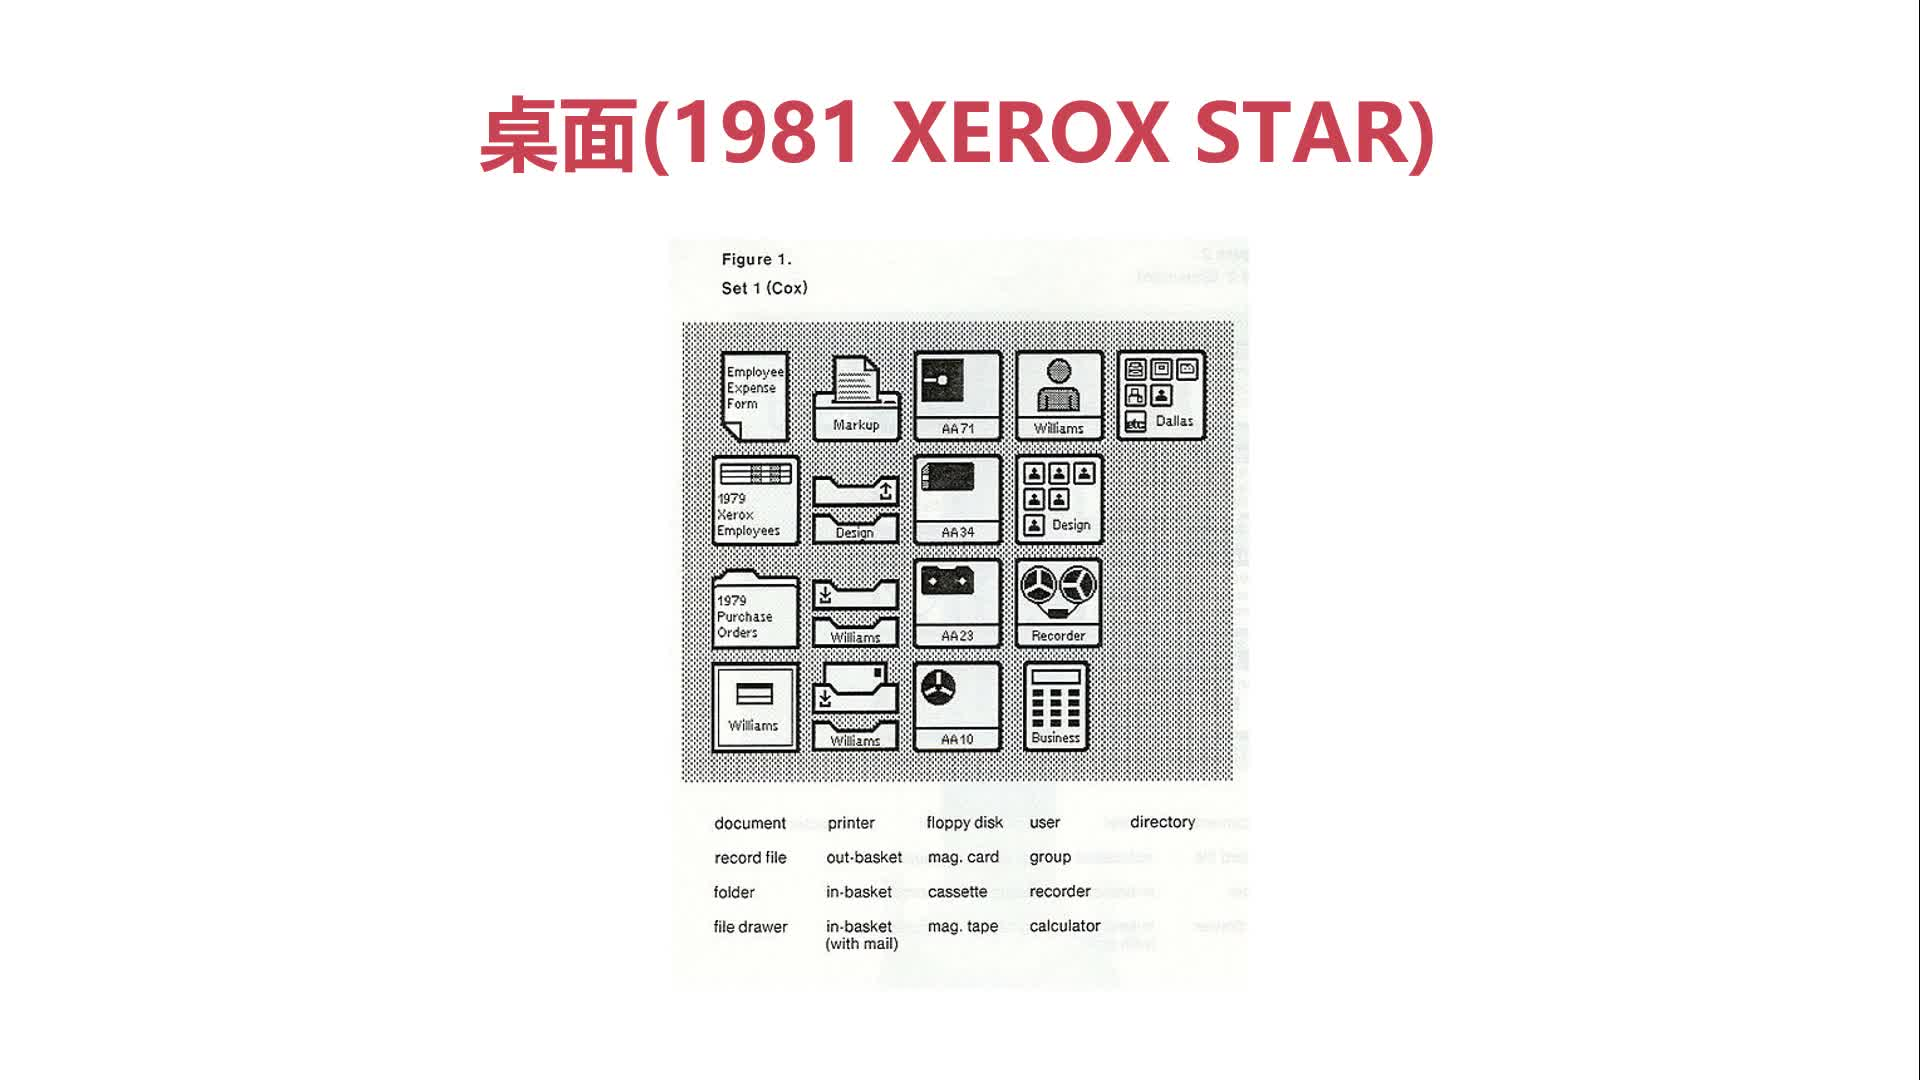 桌面(1981 XEROX STAR)
Figure 1.
Set 1 (Cox)
Employee
Expense
Form
Markup
AA71
Williams
etc Dallas
1979
Xerox
Employees
Design
AA34
Design
1979
Purchase
Orders
Williams
AA23
Recorder
Williams
Williams
AA10
Business
document printer floppy disk user directory
record file out-basket mag. card group
folder in-basket cassette recorder
file drawer in-basket mag. tape calculator
(with mail)